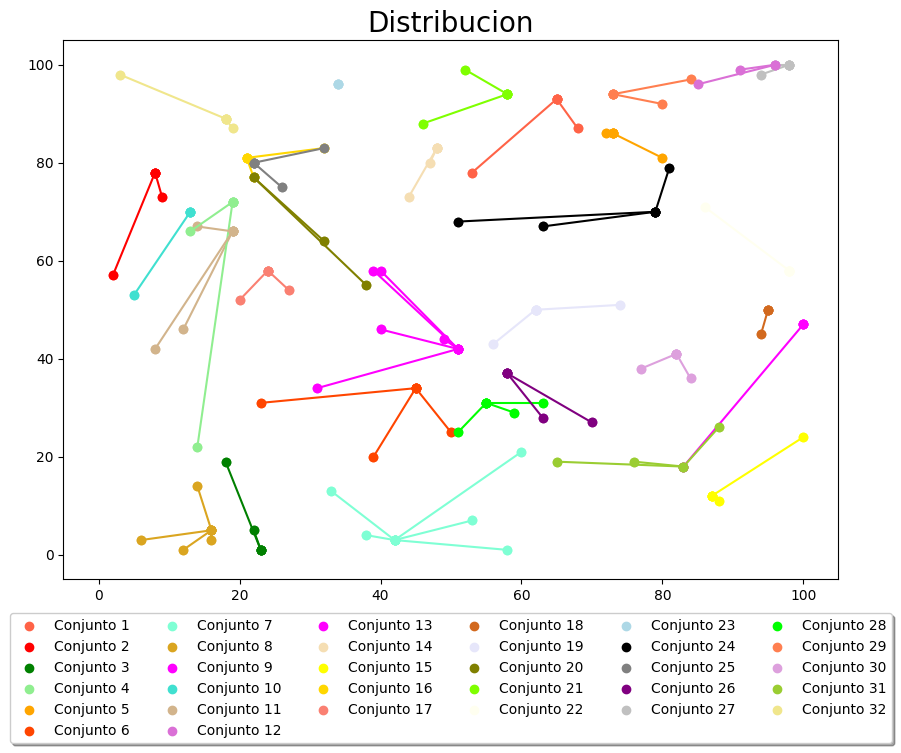 Distribucion
100
80
60
40
20
0
0 20 40 60 80 100
Conjunto 1 Conjunto 7 Conjunto 13 Conjunto 18 Conjunto 23 Conjunto 28
Conjunto 2 Conjunto 8 Conjunto 14 Conjunto 19 Conjunto 24 Conjunto 29
Conjunto 3 Conjunto 9 Conjunto 15 Conjunto 20 Conjunto 25 Conjunto 30
Conjunto 4 Conjunto 10 Conjunto 16 Conjunto 21 Conjunto 26 Conjunto 31
Conjunto 5 Conjunto 11 Conjunto 17 Conjunto 22 Conjunto 27 Conjunto 32
Conjunto 6 Conjunto 12